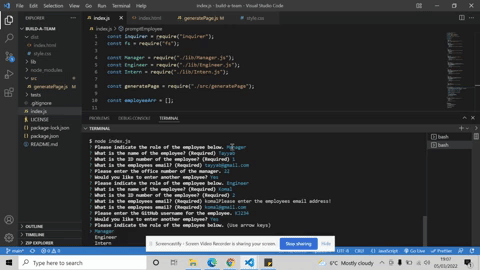 File Edit Selection View Go Run Terminal Help
index.js - build-a-team - Visual Studio Code
EXPLORER
BUILD-A-TEAM
dist
index.html
style.css
lib
node_modules
src
generatePage.js
tests
.gitignore
index.js
LICENSE
package-lock.json
package.json
README.md
OUTLINE
TIMELINE
ZIP EXPLORER
index.js
index.html
generatePage.js M
style.css
index.js > promptEmployee
1 const inquirer = require("inquirer");
2 const fs = require("fs");
3
4 const Manager = require("./lib/Manager.js");
5 const Engineer = require("./lib/Engineer.js");
6 const Intern = require("./lib/Intern.js");
7
8 const generatePage = require("./src/generatePage");
9
10 const employeeArr = [];
PROBLEMS OUTPUT DEBUG CONSOLE TERMINAL
TERMINAL
bash
bash
$ node index.js
? Please indicate the role of the employee below. Manager
? What is the name of the employee? (Required) Tayyab
? What is the ID number of the employee? (Required) 1
? What is the employees email? (Required) tayyab@gmail.com
? Please enter the office number of the manager. 22
? Would you like to enter another employee? Yes
? Please indicate the role of the employee below. Engineer
? What is the name of the employee? (Required) Komal
? What is the ID number of the employee? (Required) 2
? What is the employees email? (Required) komalPlease enter the employees email address!
? What is the employees email? (Required) komal@gmail.com
? Please enter the GitHub username for the employee. k1234
? Would you like to enter another employee? Yes
? Please indicate the role of the employee below. (Use arrow keys)
> Manager
Engineer
Intern
Screencastify - Screen Video Recorder is sharing your screen. Stop sharing Hide
main*
CRLF JavaScript Go Live Prettier
Type here to search
6°C Mostly cloudy
19:07
05/03/2022